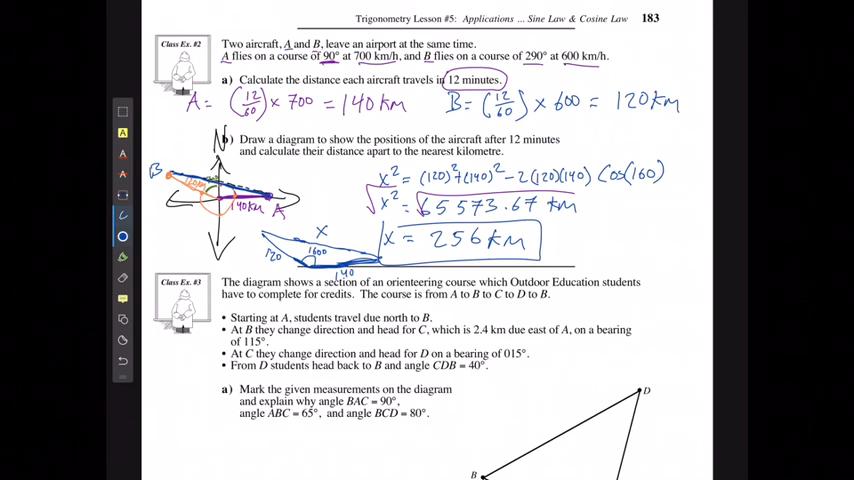 Trigonometry Lesson #5: Applications ... Sine Law & Cosine Law 183
Class Ex. #2
Two aircraft, A and B, leave an airport at the same time.
A flies on a course of 90° at 700 km/h, and B flies on a course of 290° at 600 km/h.
a) Calculate the distance each aircraft travels in 12 minutes.
A = (12/60) × 700 = 140 km B = (12/60) × 600 = 120 km
N
b) Draw a diagram to show the positions of the aircraft after 12 minutes
and calculate their distance apart to the nearest kilometre.
B
120km
140km
A
x² = (120)² + (140)² - 2(120)(140) Cos(160)
√x² = √65573.67 km
x = 256 km
x
120
160°
140
Class Ex. #3
The diagram shows a section of an orienteering course which Outdoor Education students
have to complete for credits. The course is from A to B to C to D to B.
• Starting at A, students travel due north to B.
• At B they change direction and head for C, which is 2.4 km due east of A, on a bearing
of 115°.
• At C they change direction and head for D on a bearing of 015°.
• From D students head back to B and angle CDB = 40°.
a) Mark the given measurements on the diagram
and explain why angle BAC = 90°,
angle ABC = 65°, and angle BCD = 80°.
D
B
A
A
A